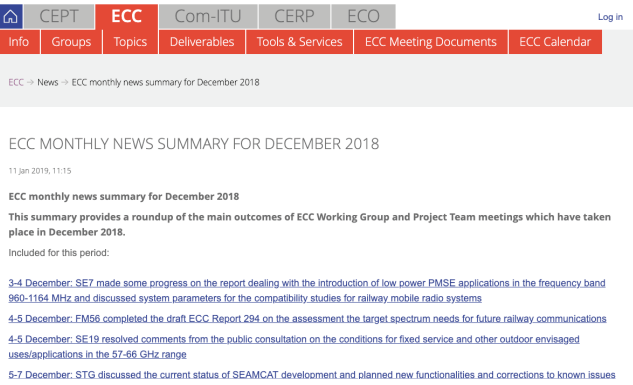 CEPT ECC Com-ITU CERP ECO
Log in
Info Groups Topics Deliverables Tools & Services ECC Meeting Documents ECC Calendar
ECC → News → ECC monthly news summary for December 2018
ECC MONTHLY NEWS SUMMARY FOR DECEMBER 2018
11 Jan 2019, 11:15
ECC monthly news summary for December 2018
This summary provides a roundup of the main outcomes of ECC Working Group and Project Team meetings which have taken
place in December 2018.
Included for this period:
3-4 December: SE7 made some progress on the report dealing with the introduction of low power PMSE applications in the frequency band
960-1164 MHz and discussed system parameters for the compatibility studies for railway mobile radio systems
4-5 December: FM56 completed the draft ECC Report 294 on the assessment the target spectrum needs for future railway communications
4-5 December: SE19 resolved comments from the public consultation on the conditions for fixed service and other outdoor envisaged
uses/applications in the 57-66 GHz range
5-7 December: STG discussed the current status of SEAMCAT development and planned new functionalities and corrections to known issues